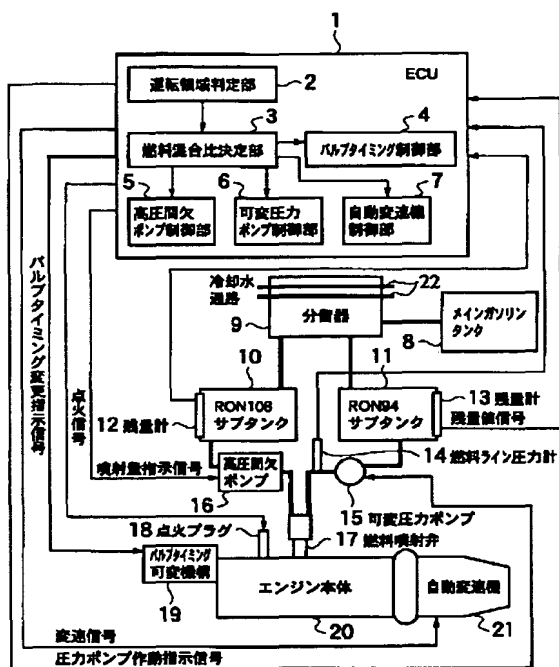 1
ECU
運転領域判定部
2
3
4
燃料混合比決定部
バルブタイミング制御部
5
6
7
高圧間欠
ポンプ制御部
可変圧力
ポンプ制御部
自動変速機
制御部
冷却水
通路
22
9
分留器
メインガソリン
タンク
8
10
11
RON108
サブタンク
RON94
サブタンク
12 残量計
13 残量計
残量値信号
噴射量指示信号
高圧間欠
ポンプ
16
14 燃料ライン圧力計
15 可変圧力ポンプ
17 燃料噴射弁
18 点火プラグ
バルブタイミング変更指示信号
点火信号
バルブタイミング
可変機構
19
エンジン本体
20
自動変速機
21
変速信号
圧力ポンプ作動指示信号